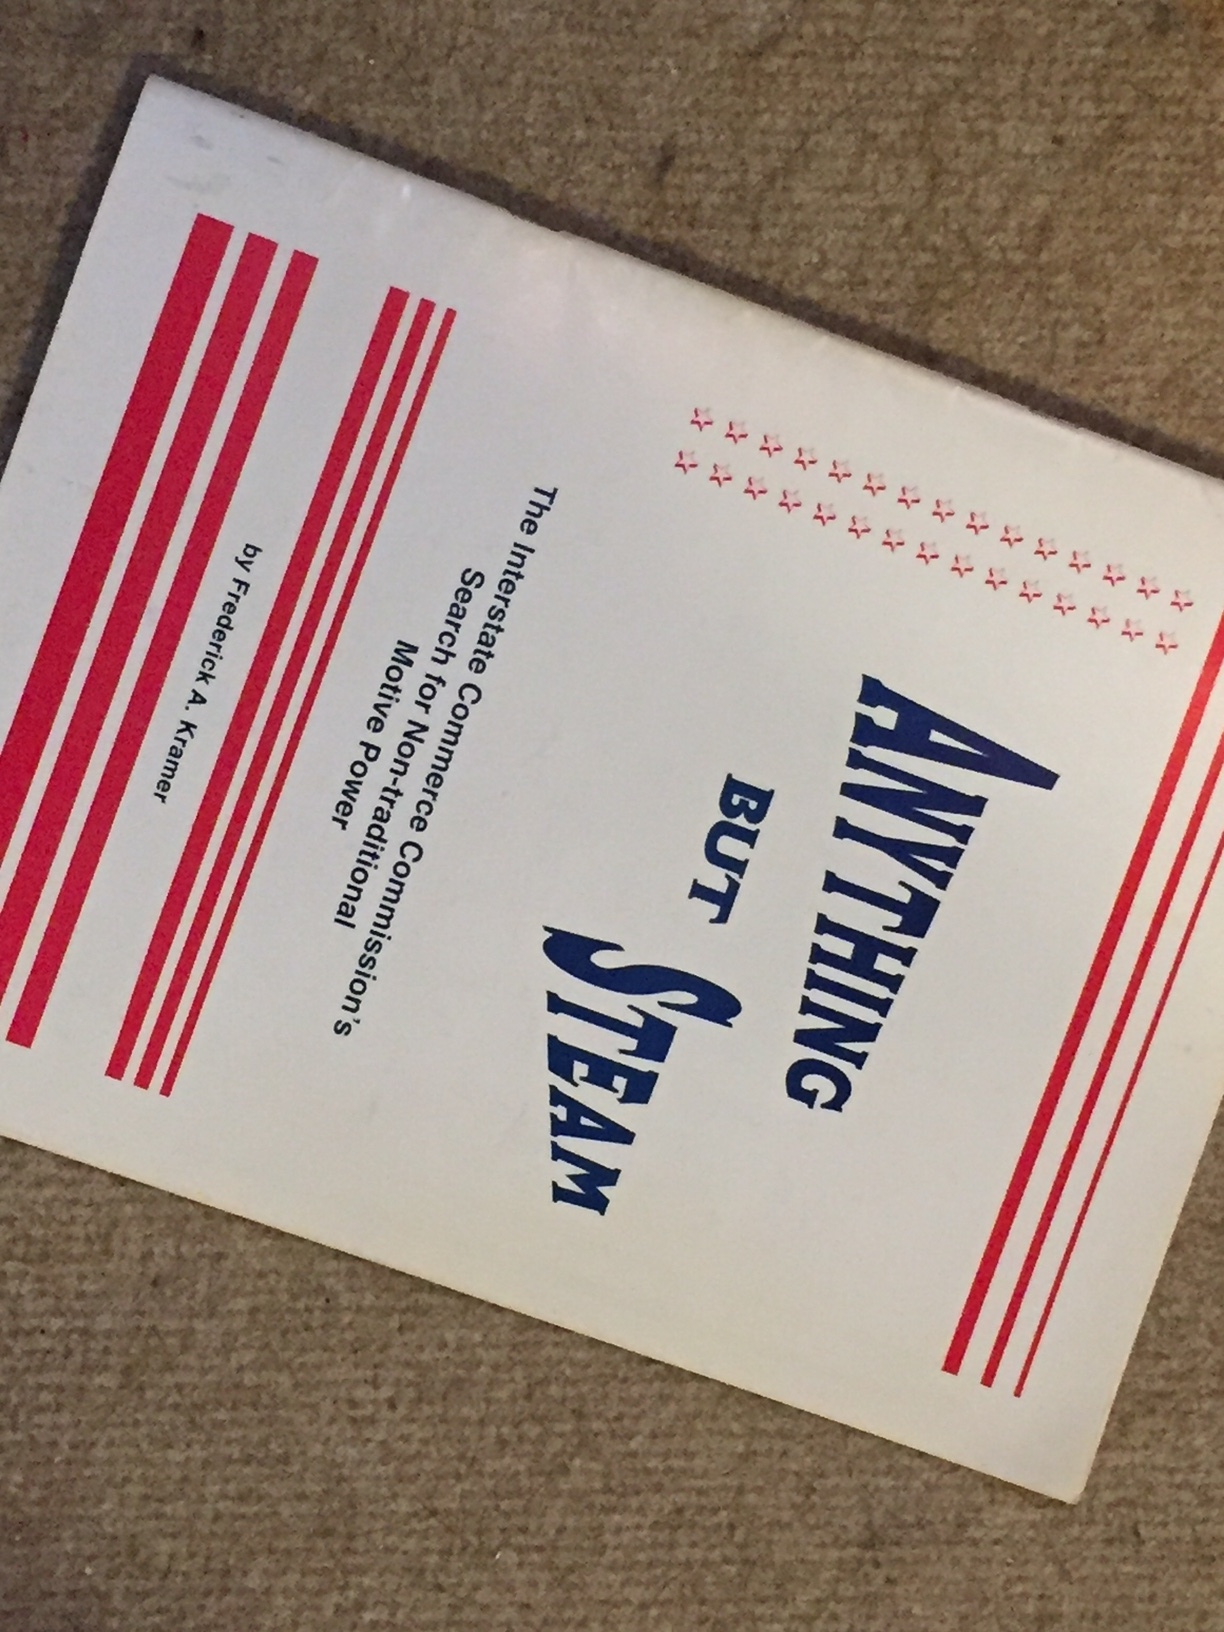 ANYTHING
BUT
STEAM
The Interstate Commerce Commission's
Search for Non-traditional
Motive Power
by Frederick A. Kramer